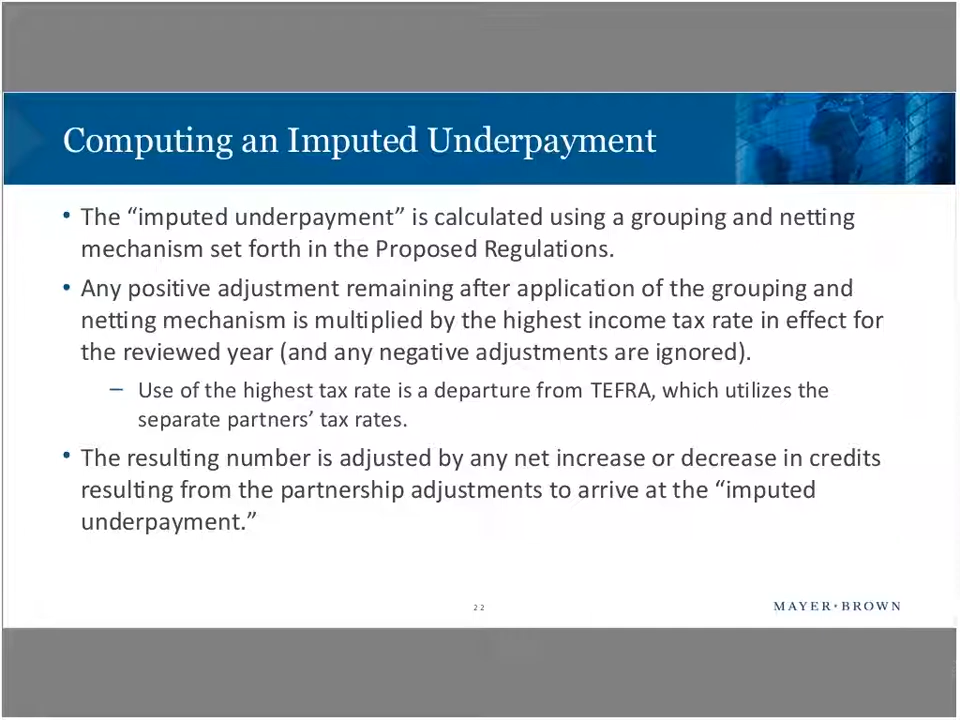 Computing an Imputed Underpayment
• The “imputed underpayment” is calculated using a grouping and netting
mechanism set forth in the Proposed Regulations.
• Any positive adjustment remaining after application of the grouping and
netting mechanism is multiplied by the highest income tax rate in effect for
the reviewed year (and any negative adjustments are ignored).
– Use of the highest tax rate is a departure from TEFRA, which utilizes the
separate partners’ tax rates.
• The resulting number is adjusted by any net increase or decrease in credits
resulting from the partnership adjustments to arrive at the “imputed
underpayment.”
22
MAYER•BROWN